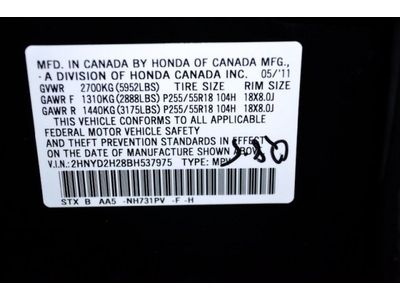 MFD. IN CANADA BY HONDA OF CANADA MFG.,
A DIVISION OF HONDA CANADA INC. 05/'11
GVWR 2700KG(5952LBS) TIRE SIZE RIM SIZE
GAWR F 1310KG(2888LBS) P255/55R18 104H 18X8.0J
GAWR R 1440KG(3175LBS) P255/55R18 104H 18X8.0J
THIS VEHICLE CONFORMS TO ALL APPLICABLE
FEDERAL MOTOR VEHICLE SAFETY, BUMPER,
AND THEFT PREVENTION STANDARDS IN EFFECT
ON THE DATE OF MANUFACTURE SHOWN ABOVE.
V.I.N.:2HNYD2H28BH537975 TYPE: MPV
STX B AA5 -NH731PV -F -H